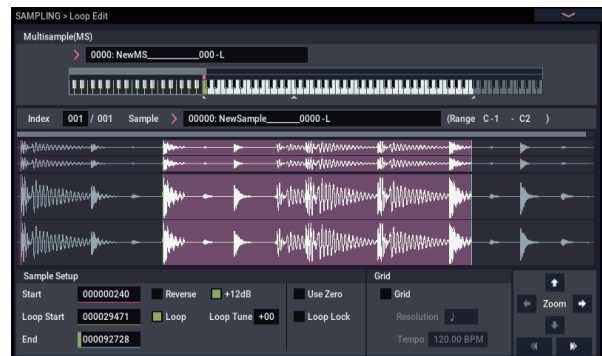 SAMPLING > Loop Edit
Multisample(MS)
0000: NewMS__________000-L
Index 001 / 001 Sample 00000: NewSample_______0000-L (Range C-1 - C2 )
Sample Setup Grid
Start 000000240 Reverse +12dB Use Zero Grid
Loop Start 000029471 Loop Loop Tune +00 Loop Lock Resolution ♩
End 000092728 Tempo 120.00 BPM
Zoom